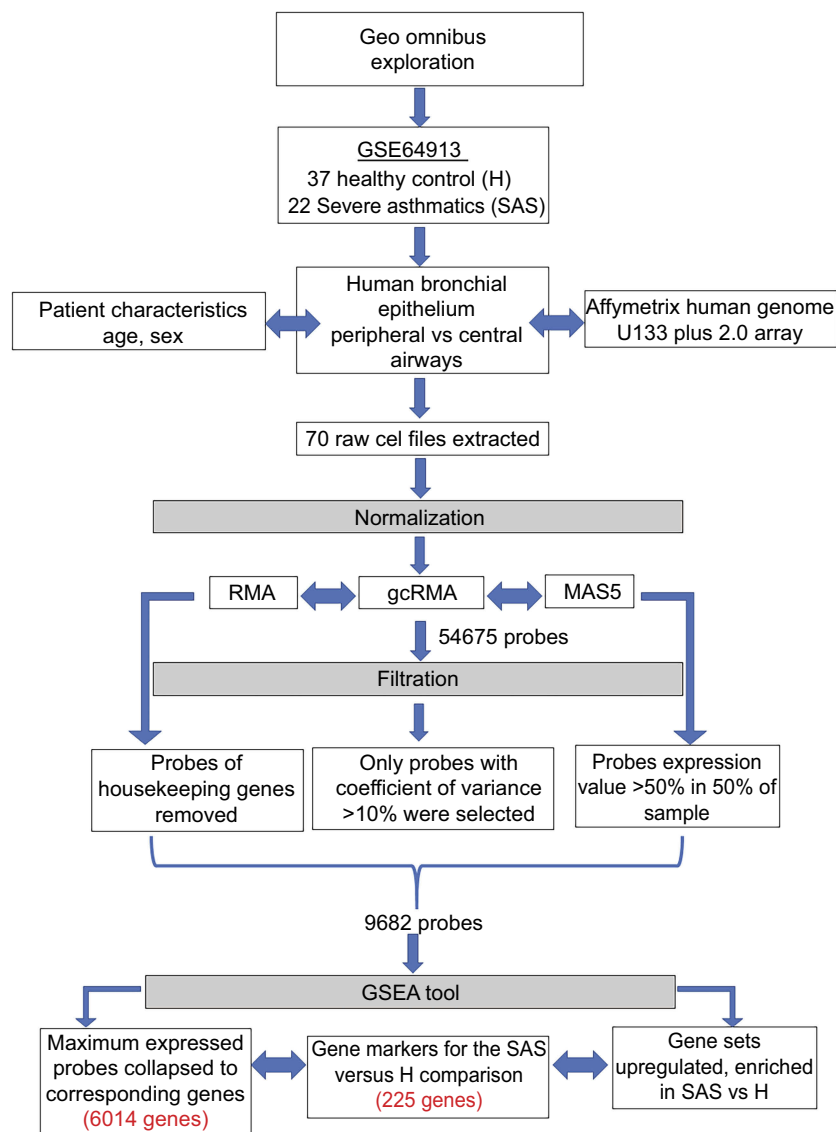 Geo omnibus
exploration
GSE64913
37 healthy control (H)
22 Severe asthmatics (SAS)
Patient characteristics
age, sex
Human bronchial
epithelium
peripheral vs central
airways
Affymetrix human genome
U133 plus 2.0 array
70 raw cel files extracted
Normalization
RMA
gcRMA
MAS5
54675 probes
Filtration
Probes of
housekeeping genes
removed
Only probes with
coefficient of variance
>10% were selected
Probes expression
value >50% in 50% of
sample
9682 probes
GSEA tool
Maximum expressed
probes collapsed to
corresponding genes
(6014 genes)
Gene markers for the SAS
versus H comparison
(225 genes)
Gene sets
upregulated, enriched
in SAS vs H